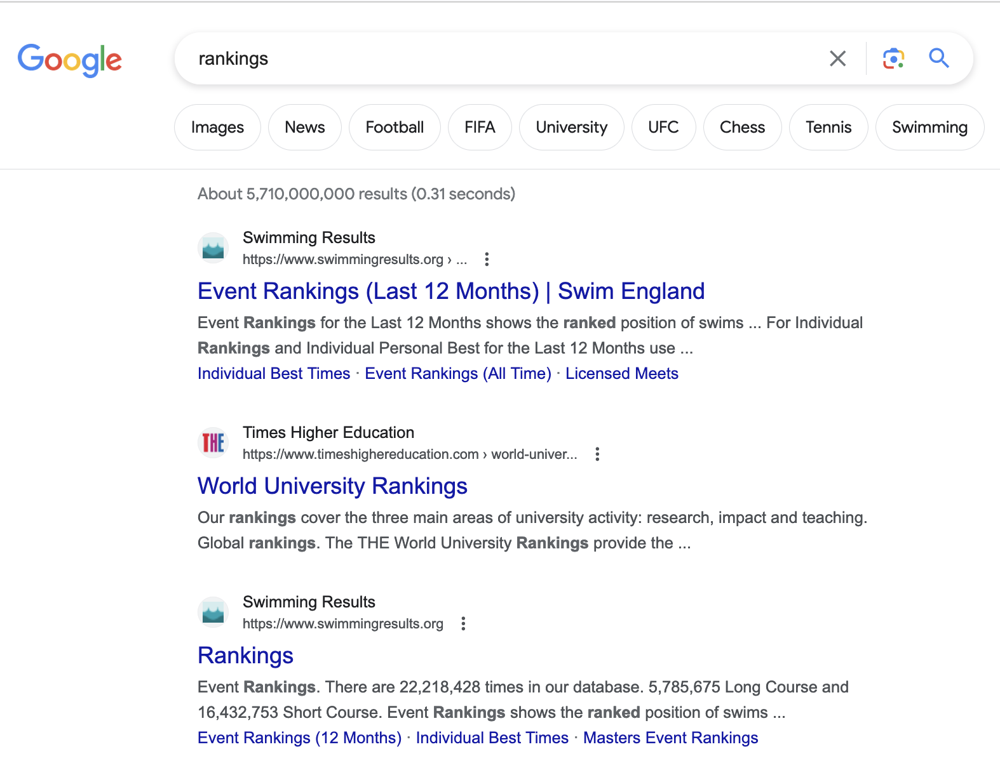 Google
rankings
Images News Football FIFA University UFC Chess Tennis Swimming
About 5,710,000,000 results (0.31 seconds)
Swimming Results
https://www.swimmingresults.org › ...
Event Rankings (Last 12 Months) | Swim England
Event Rankings for the Last 12 Months shows the ranked position of swims ... For Individual
Rankings and Individual Personal Best for the Last 12 Months use ...
Individual Best Times · Event Rankings (All Time) · Licensed Meets
THE
Times Higher Education
https://www.timeshighereducation.com › world-univer...
World University Rankings
Our rankings cover the three main areas of university activity: research, impact and teaching.
Global rankings. The THE World University Rankings provide the ...
Swimming Results
https://www.swimmingresults.org
Rankings
Event Rankings. There are 22,218,428 times in our database. 5,785,675 Long Course and
16,432,753 Short Course. Event Rankings shows the ranked position of swims ...
Event Rankings (12 Months) · Individual Best Times · Masters Event Rankings